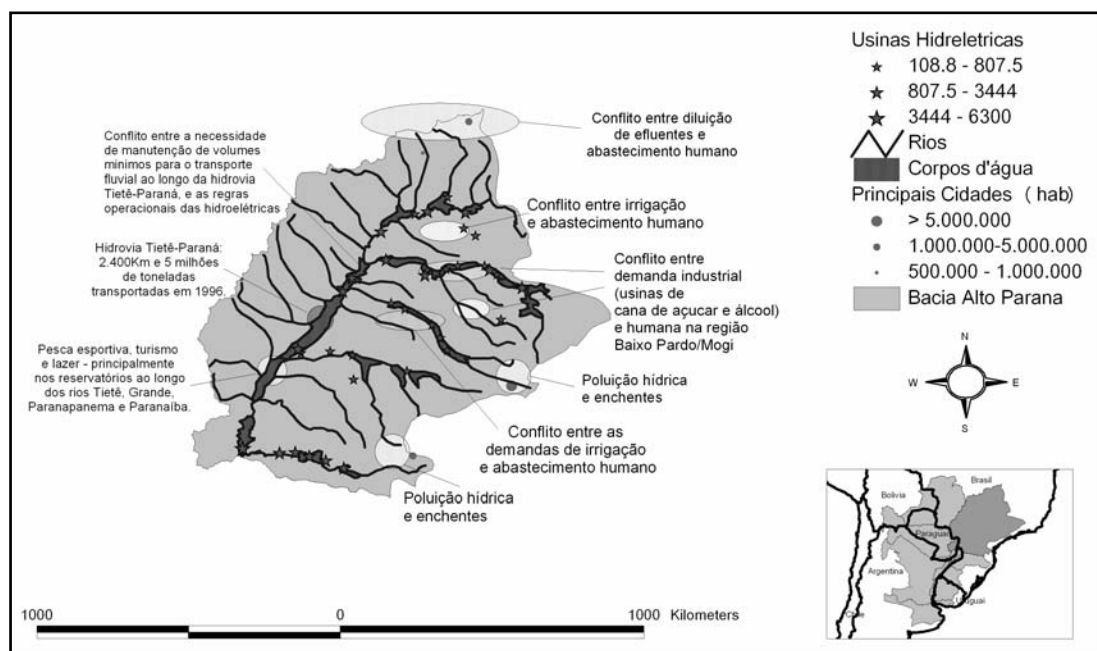 Conflito entre a necessidade
de manutenção de volumes
mínimos para o transporte
fluvial ao longo da hidrovia
Tietê-Paraná, e as regras
operacionais das hidroelétricas
Hidrovia Tietê-Paraná:
2.400Km e 5 milhões
de toneladas
transportadas em 1996.
Pesca esportiva, turismo
e lazer - principalmente
nos reservatórios ao longo
dos rios Tietê, Grande,
Paranapanema e Paranaíba.
Conflito entre diluição
de efluentes e
abastecimento humano
Conflito entre irrigação
e abastecimento humano
Conflito entre
demanda industrial
(usinas de
cana de açucar e álcool)
e humana na região
Baixo Pardo/Mogi
Poluição hídrica
e enchentes
Conflito entre as
demandas de irrigação
e abastecimento humano
Poluição hídrica
e enchentes
1000 0 1000 Kilometers
Usinas Hidreletricas
108.8 - 807.5
807.5 - 3444
3444 - 6300
Rios
Corpos d'água
Principais Cidades ( hab)
> 5.000.000
1.000.000-5.000.000
500.000 - 1.000.000
Bacia Alto Parana
N
W E
S
Brasil
Bolivia
Paraguai
Argentina
Uruguai
Chile